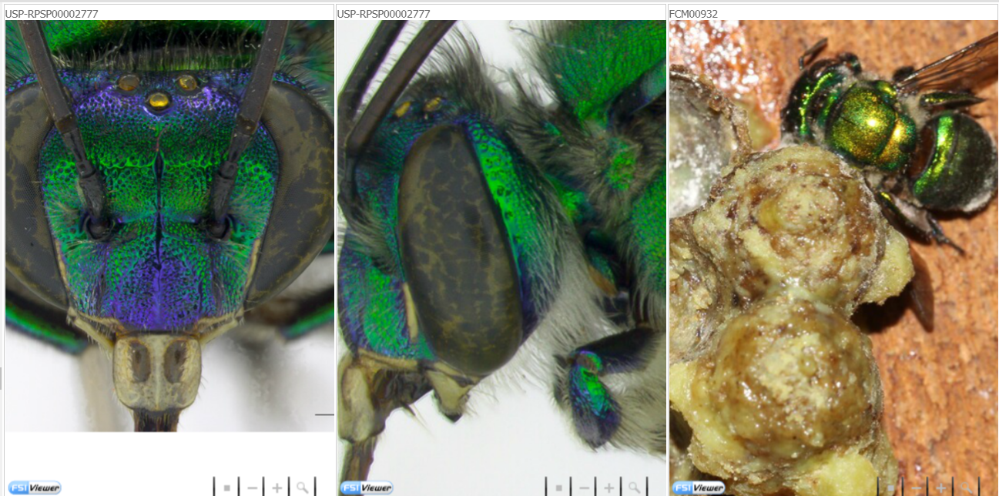 USP-RPSP00002777
USP-RPSP00002777
FCM00932
FSI Viewer
FSI Viewer
FSI Viewer